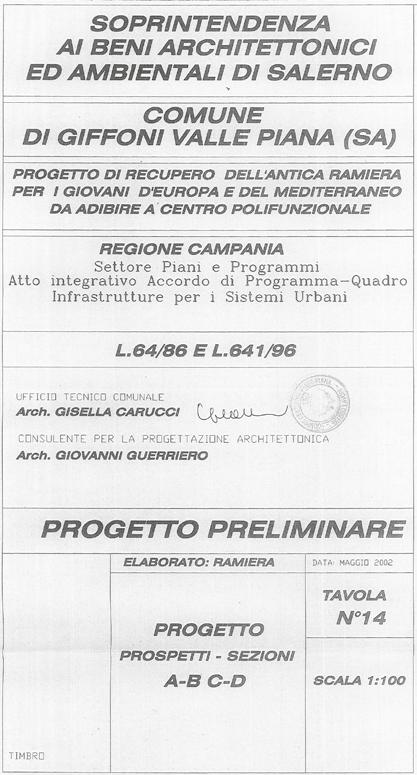 SOPRINTENDENZA
AI BENI ARCHITETTONICI
ED AMBIENTALI DI SALERNO
COMUNE
DI GIFFONI VALLE PIANA (SA)
PROGETTO DI RECUPERO DELL'ANTICA RAMIERA
PER I GIOVANI D'EUROPA E DEL MEDITERRANEO
DA ADIBIRE A CENTRO POLIFUNZIONALE
REGIONE CAMPANIA
Settore Piani e Programmi
Atto integrativo Accordo di Programma-Quadro
Infrastrutture per i Sistemi Urbani
L.64/86 E L.641/96
UFFICIO TECNICO COMUNALE
Arch. GISELLA CARUCCI
CONSULENTE PER LA PROGETTAZIONE ARCHITETTONICA
Arch. GIOVANNI GUERRIERO
PROGETTO PRELIMINARE
ELABORATO: RAMIERA
DATA: MAGGIO 2002
PROGETTO
PROSPETTI - SEZIONI
A-B C-D
TAVOLA
N°14
SCALA 1:100
TIMBRO